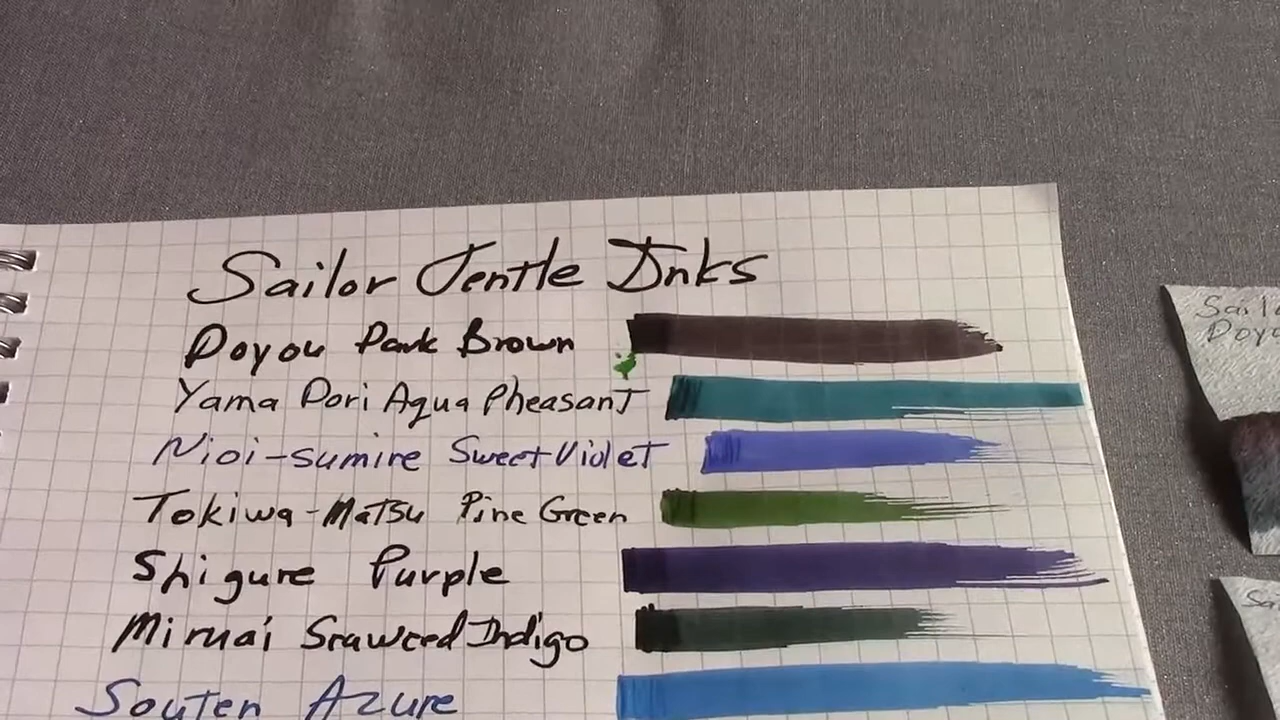 Sailor Jentle Inks
Doyou Dark Brown
Yama Dori Aqua Pheasant
Nioi-sumire Sweet Violet
Tokiwa-Matsu Pine Green
Shigure Purple
Miruai Seaweed Indigo
Souten Azure
Doyo